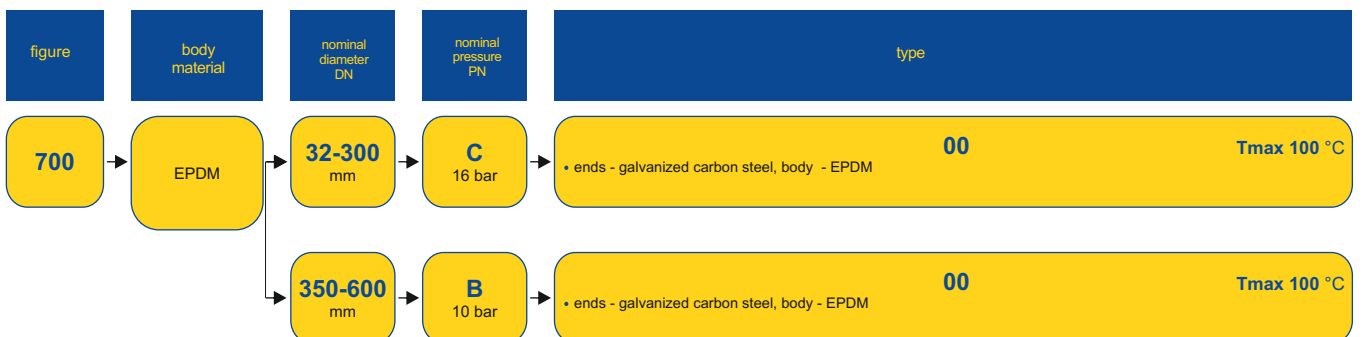 figure
body
material
nominal
diameter
DN
nominal
pressure
PN
type
700
EPDM
32-300
mm
C
16 bar
00
Tmax 100 °C
• ends - galvanized carbon steel, body - EPDM
350-600
mm
B
10 bar
00
Tmax 100 °C
• ends - galvanized carbon steel, body - EPDM